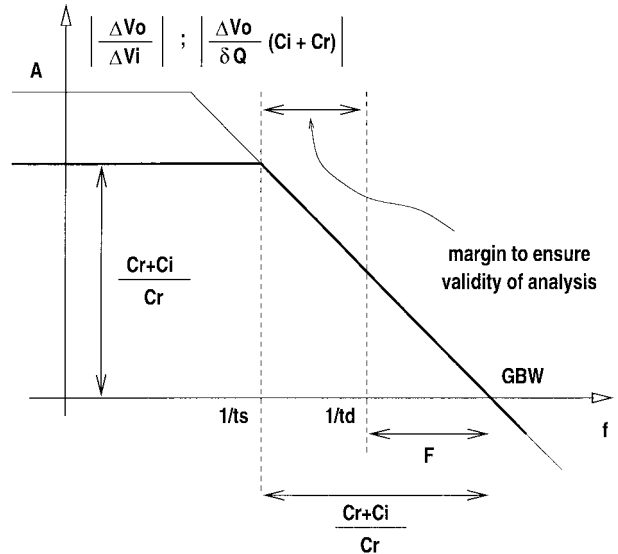 ΔVo ; ΔVo (Ci + Cr)
ΔVi δQ
A
Cr+Ci
Cr
margin to ensure
validity of analysis
GBW
1/ts 1/td f
F
Cr+Ci
Cr